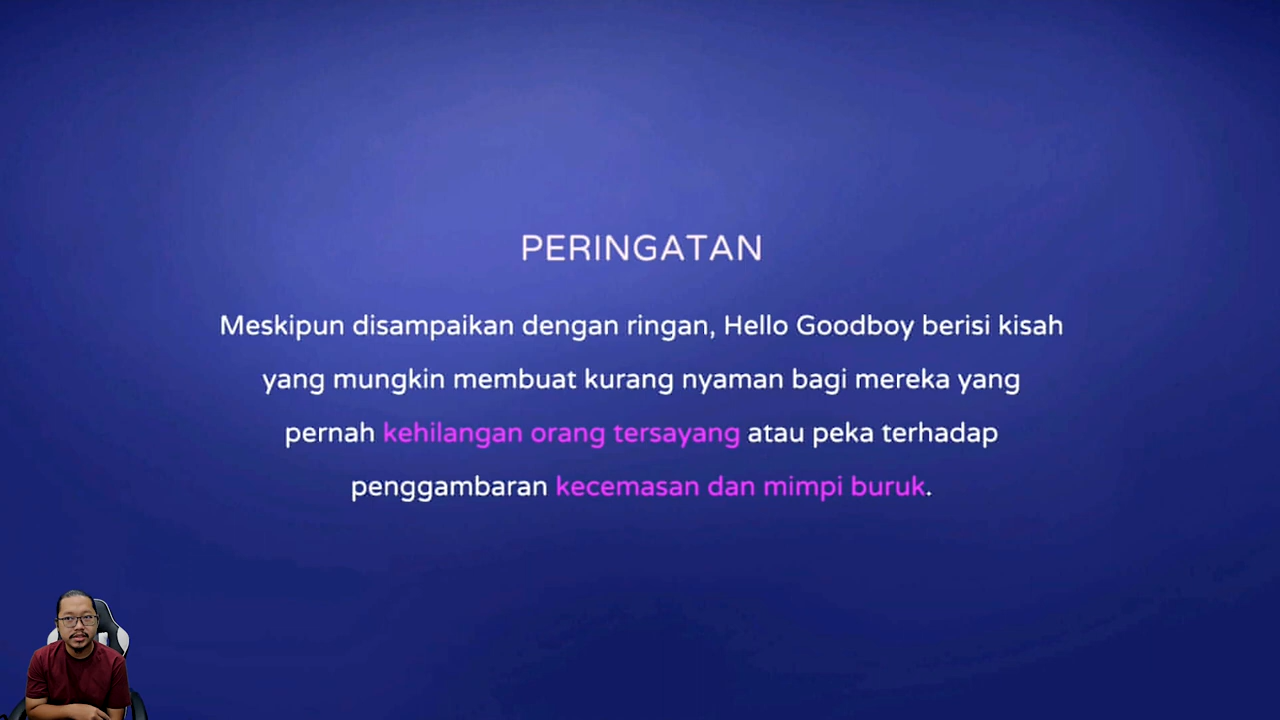 PERINGATAN
Meskipun disampaikan dengan ringan, Hello Goodboy berisi kisah
yang mungkin membuat kurang nyaman bagi mereka yang
pernah kehilangan orang tersayang atau peka terhadap
penggambaran kecemasan dan mimpi buruk.